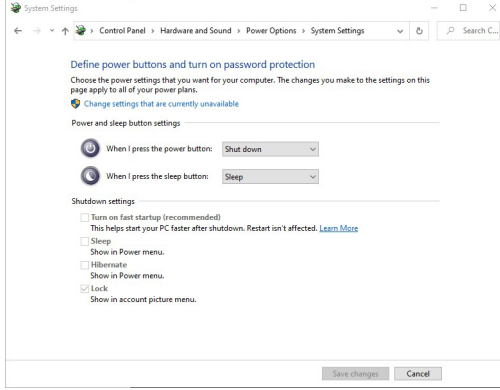 System Settings
Control Panel > Hardware and Sound > Power Options > System Settings
Search C...
Define power buttons and turn on password protection
Choose the power settings that you want for your computer. The changes you make to the settings on this
page apply to all of your power plans.
Change settings that are currently unavailable
Power and sleep button settings
When I press the power button: Shut down
When I press the sleep button: Sleep
Shutdown settings
Turn on fast startup (recommended)
This helps start your PC faster after shutdown. Restart isn't affected. Learn More
Sleep
Show in Power menu.
Hibernate
Show in Power menu.
Lock
Show in account picture menu.
Save changes Cancel